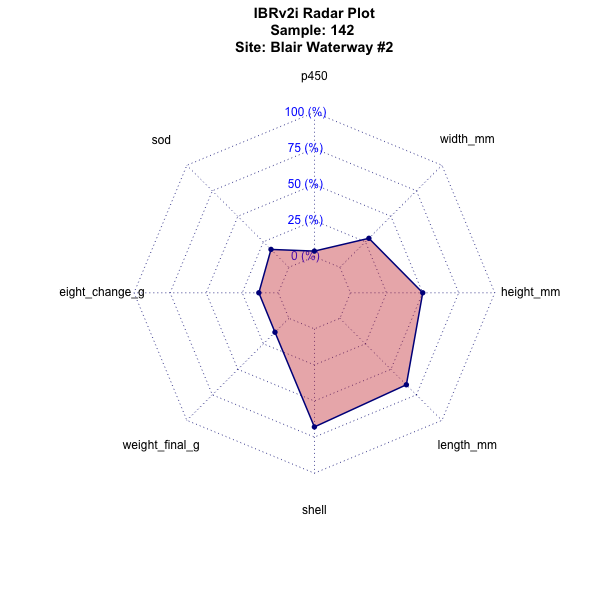 IBRv2i Radar Plot
Sample: 142
Site: Blair Waterway #2
p450
100 (%)
sod
width_mm
75 (%)
50 (%)
25 (%)
0 (%)
eight_change_g
height_mm
weight_final_g
length_mm
shell